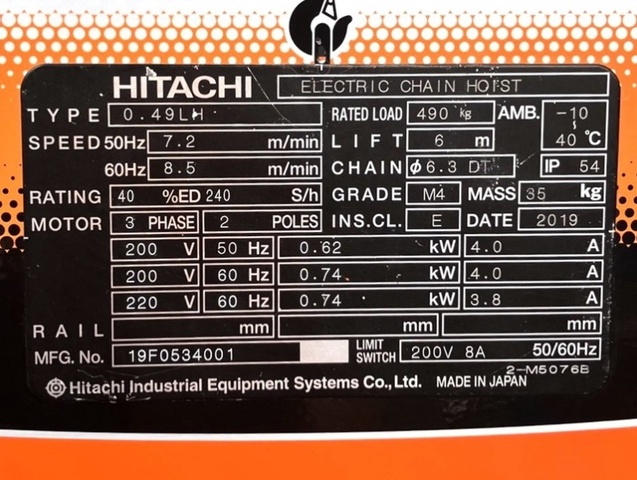 HITACHI ELECTRIC CHAIN HOIST
TYPE 0.49LH RATED LOAD 490 kg AMB. -10
SPEED 50Hz 7.2 m/min LIFT 6 m 40 °C
60Hz 8.5 m/min CHAIN φ6.3 DT IP 54
RATING 40 %ED 240 S/h GRADE M4 MASS 35 kg
MOTOR 3 PHASE 2 POLES INS.CL. E DATE 2019
200 V 50 Hz 0.62 kW 4.0 A
200 V 60 Hz 0.74 kW 4.0 A
220 V 60 Hz 0.74 kW 3.8 A
RAIL mm mm mm
MFG. No. 19F0534001 LIMIT SWITCH 200V 8A 50/60Hz
2-M5076B
Hitachi Industrial Equipment Systems Co., Ltd. MADE IN JAPAN